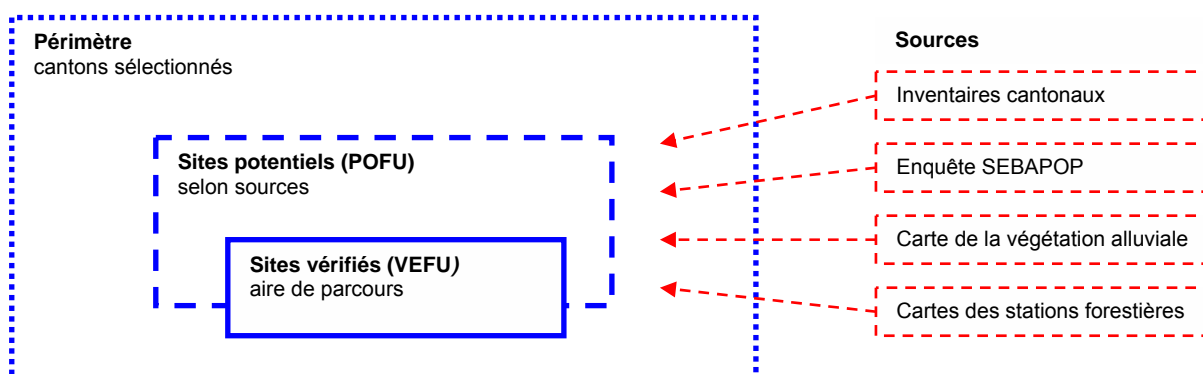 Périmètre
cantons sélectionnés
Sites potentiels (POFU)
selon sources
Sites vérifiés (VEFU)
aire de parcours
Sources
Inventaires cantonaux
Enquête SEBAPOP
Carte de la végétation alluviale
Cartes des stations forestières